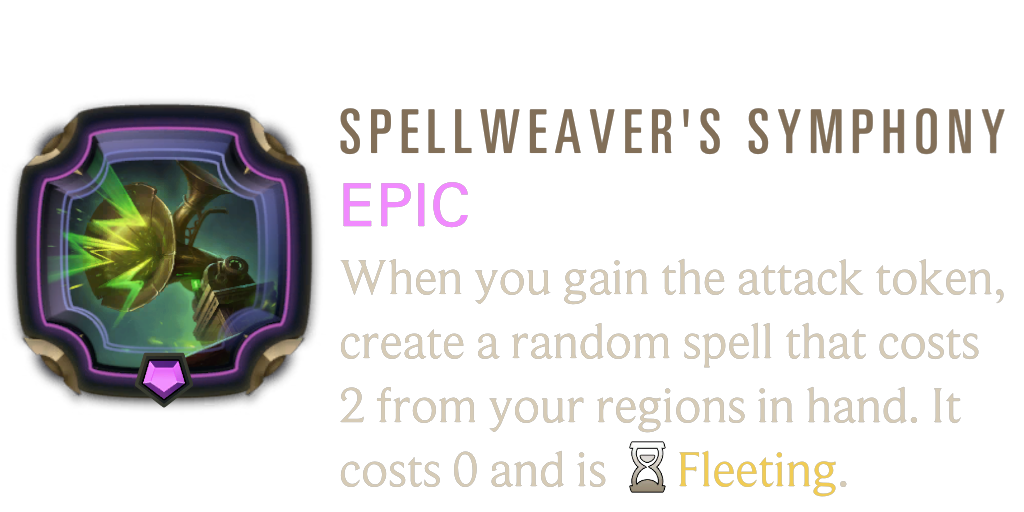 SPELLWEAVER'S SYMPHONY
EPIC
When you gain the attack token,
create a random spell that costs
2 from your regions in hand. It
costs 0 and is Fleeting.